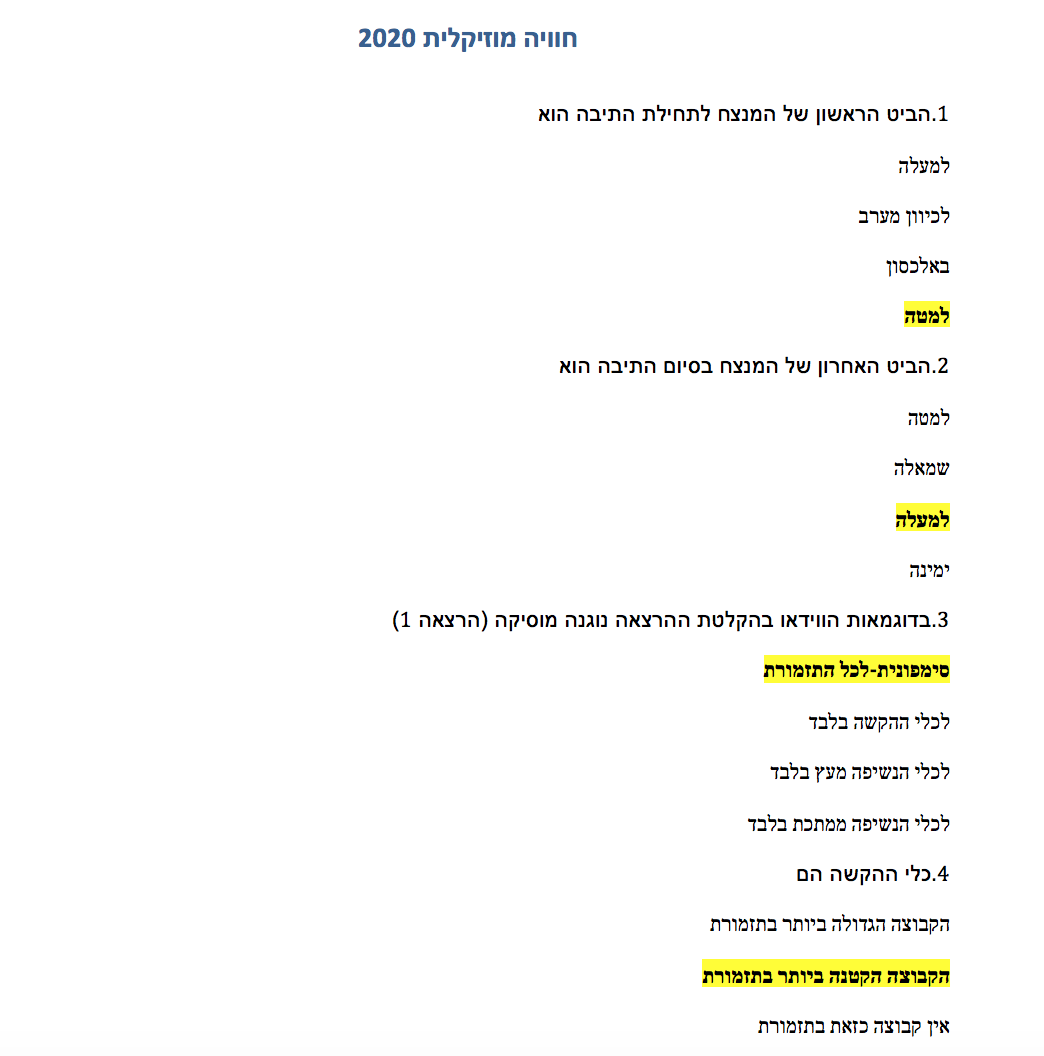 חוויה מוזיקלית 2020
1.הביט הראשון של המנצח לתחילת התיבה הוא
למעלה
לכיוון מערב
באלכסון
למטה
2.הביט האחרון של המנצח בסיום התיבה הוא
למטה
שמאלה
למעלה
ימינה
3.בדוגמאות הווידאו בהקלטת ההרצאה נוגנה מוסיקה (הרצאה 1)
סימפונית-לכל התזמורת
לכלי ההקשה בלבד
לכלי הנשיפה מעץ בלבד
לכלי הנשיפה ממתכת בלבד
4.כלי ההקשה הם
הקבוצה הגדולה ביותר בתזמורת
הקבוצה הקטנה ביותר בתזמורת
אין קבוצה כזאת בתזמורת